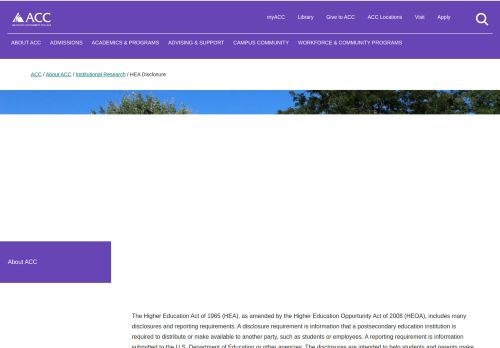 ACC
myACC Library Give to ACC ACC Locations Visit Apply
ABOUT ACC ADMISSIONS ACADEMICS & PROGRAMS ADVISING & SUPPORT CAMPUS COMMUNITY WORKFORCE & COMMUNITY PROGRAMS
ACC / About ACC / Institutional Research / HEA Disclosure
About ACC
The Higher Education Act of 1965 (HEA), as amended by the Higher Education Opportunity Act of 2008 (HEOA), includes many
disclosures and reporting requirements. A disclosure requirement is information that a postsecondary education institution is
required to distribute or make available to another party, such as students or employees. A reporting requirement is information
submitted to the U.S. Department of Education or other agencies. The disclosures are intended to help students and parents make